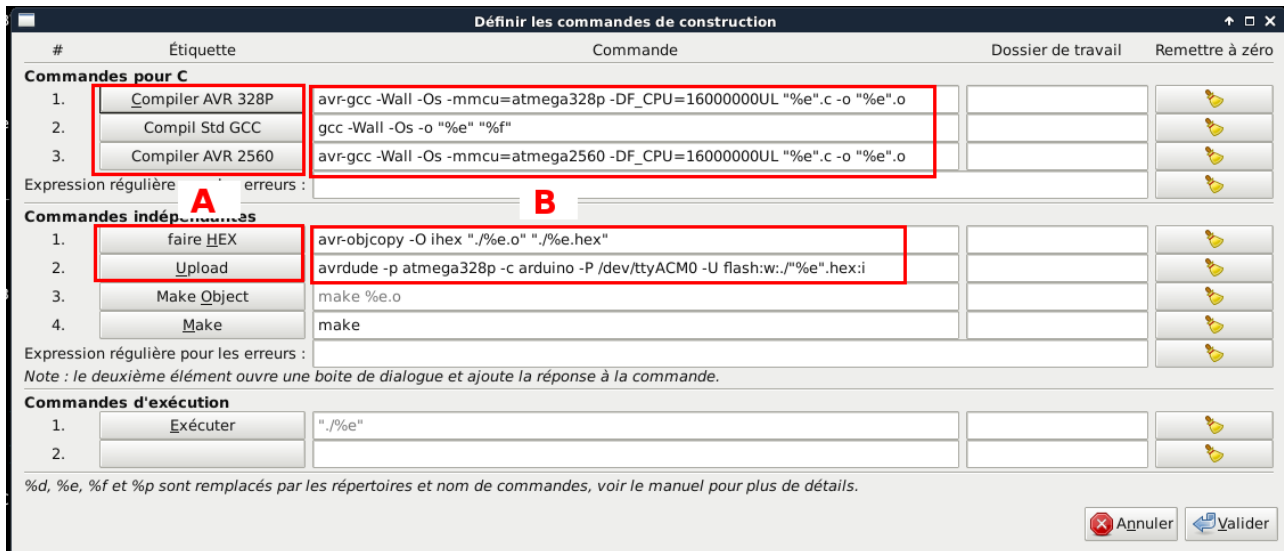 Définir les commandes de construction
# Étiquette Commande Dossier de travail Remettre à zéro
Commandes pour C
1. Compiler AVR 328P avr-gcc -Wall -Os -mmcu=atmega328p -DF_CPU=16000000UL "%e".c -o "%e".o
2. Compil Std GCC gcc -Wall -Os -o "%e" "%f"
3. Compiler AVR 2560 avr-gcc -Wall -Os -mmcu=atmega2560 -DF_CPU=16000000UL "%e".c -o "%e".o
Expression régulière erreurs :
A B
Commandes indépendantes
1. faire HEX avr-objcopy -O ihex "./%e.o" "./%e.hex"
2. Upload avrdude -p atmega328p -c arduino -P /dev/ttyACM0 -U flash:w:./"%e".hex:i
3. Make Object make %e.o
4. Make make
Expression régulière pour les erreurs :
Note : le deuxième élément ouvre une boite de dialogue et ajoute la réponse à la commande.
Commandes d'exécution
1. Exécuter "./%e"
2.
%d, %e, %f et %p sont remplacés par les répertoires et nom de commandes, voir le manuel pour plus de détails.
Annuler Valider